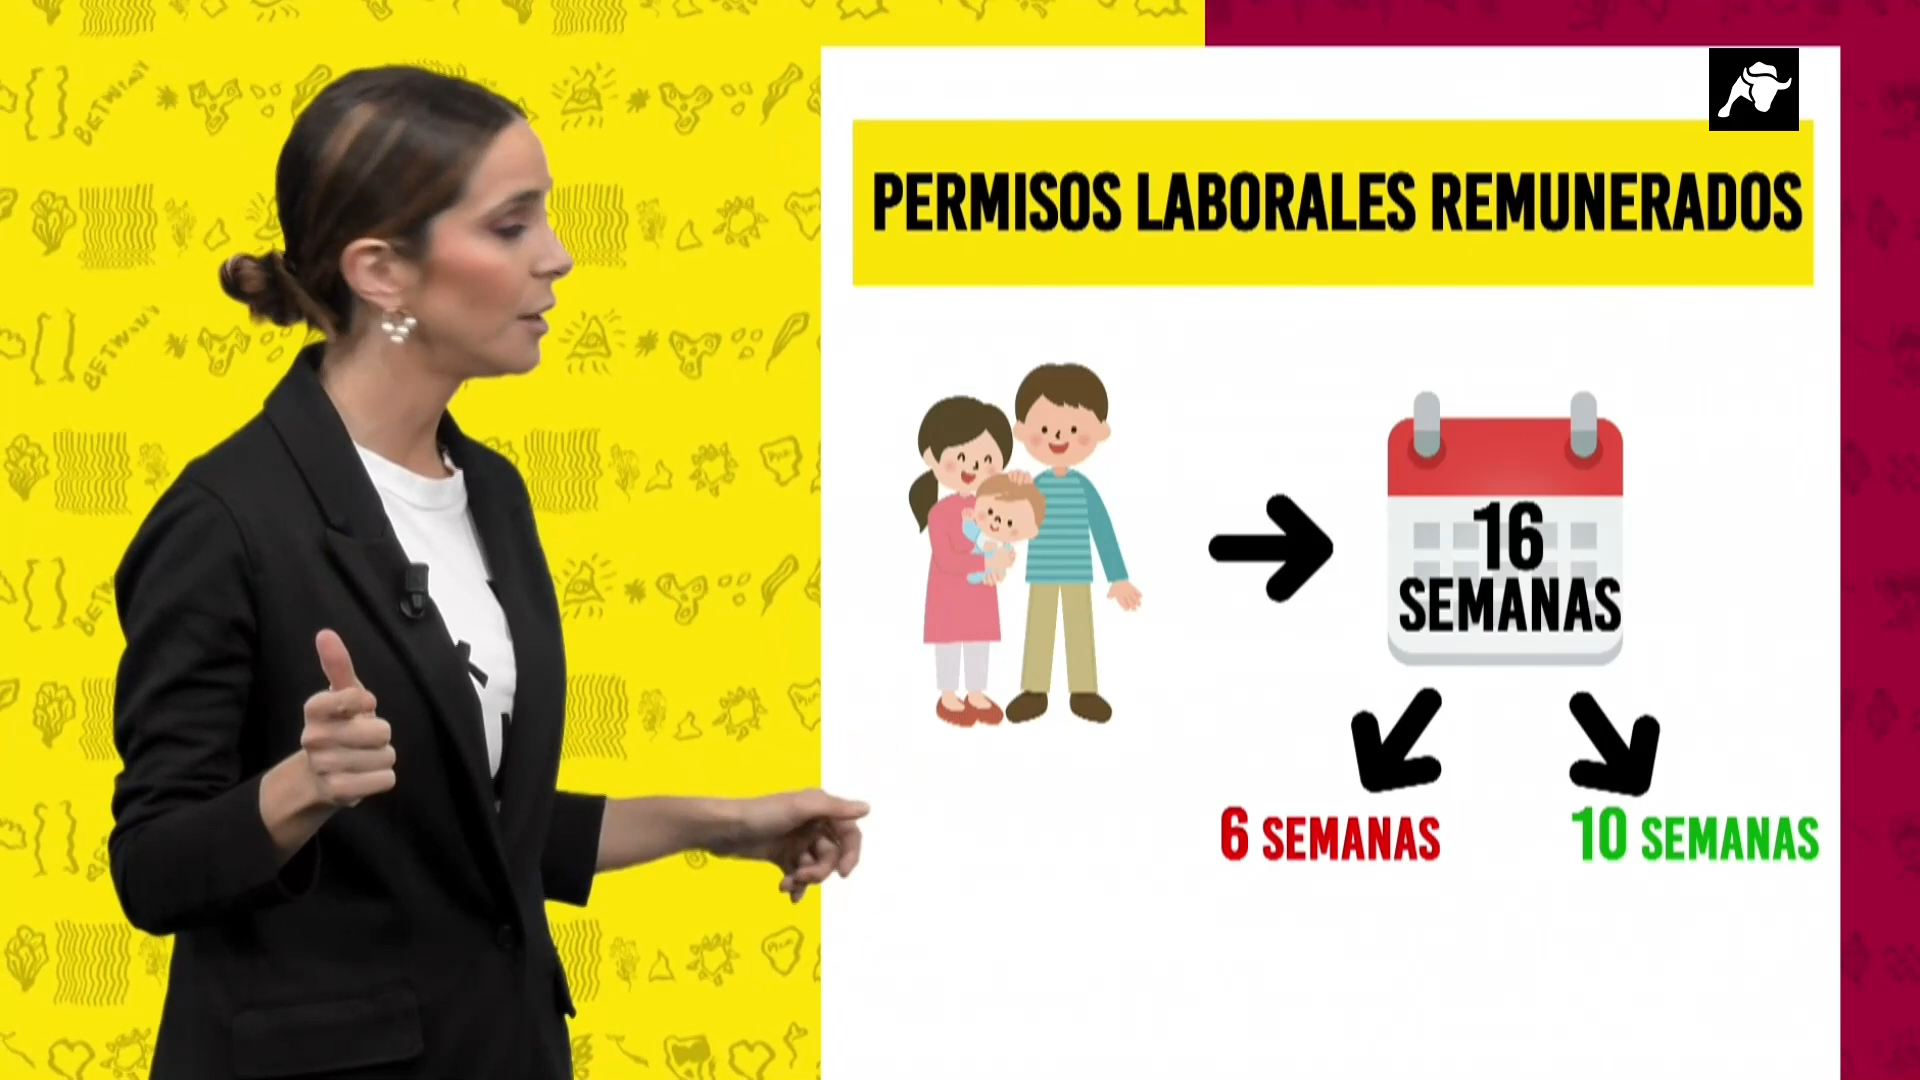 PERMISOS LABORALES REMUNERADOS
16
SEMANAS
6 SEMANAS
10 SEMANAS